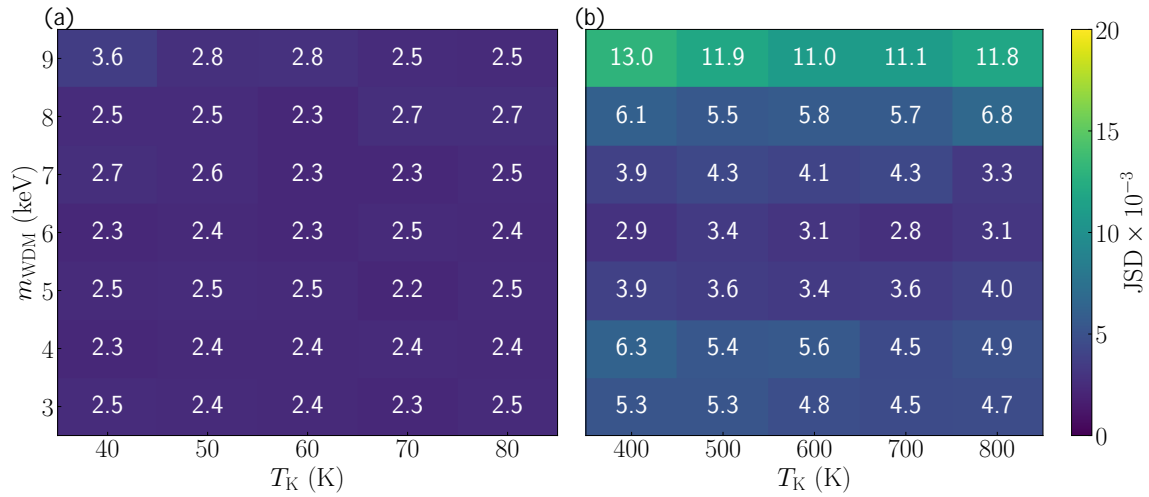 (a) (b)
9 3.6 2.8 2.8 2.5 2.5 13.0 11.9 11.0 11.1 11.8 20
8 2.5 2.5 2.3 2.7 2.7 6.1 5.5 5.8 5.7 6.8 15
7 2.7 2.6 2.3 2.3 2.5 3.9 4.3 4.1 4.3 3.3
6 2.3 2.4 2.3 2.5 2.4 2.9 3.4 3.1 2.8 3.1 10
5 2.5 2.5 2.5 2.2 2.5 3.9 3.6 3.4 3.6 4.0
4 2.3 2.4 2.4 2.4 2.4 6.3 5.4 5.6 4.5 4.9 5
3 2.5 2.4 2.4 2.3 2.5 5.3 5.3 4.8 4.5 4.7 0
m_WDM (keV)
JSD × 10⁻³
40 50 60 70 80 400 500 600 700 800
T_K (K) T_K (K)